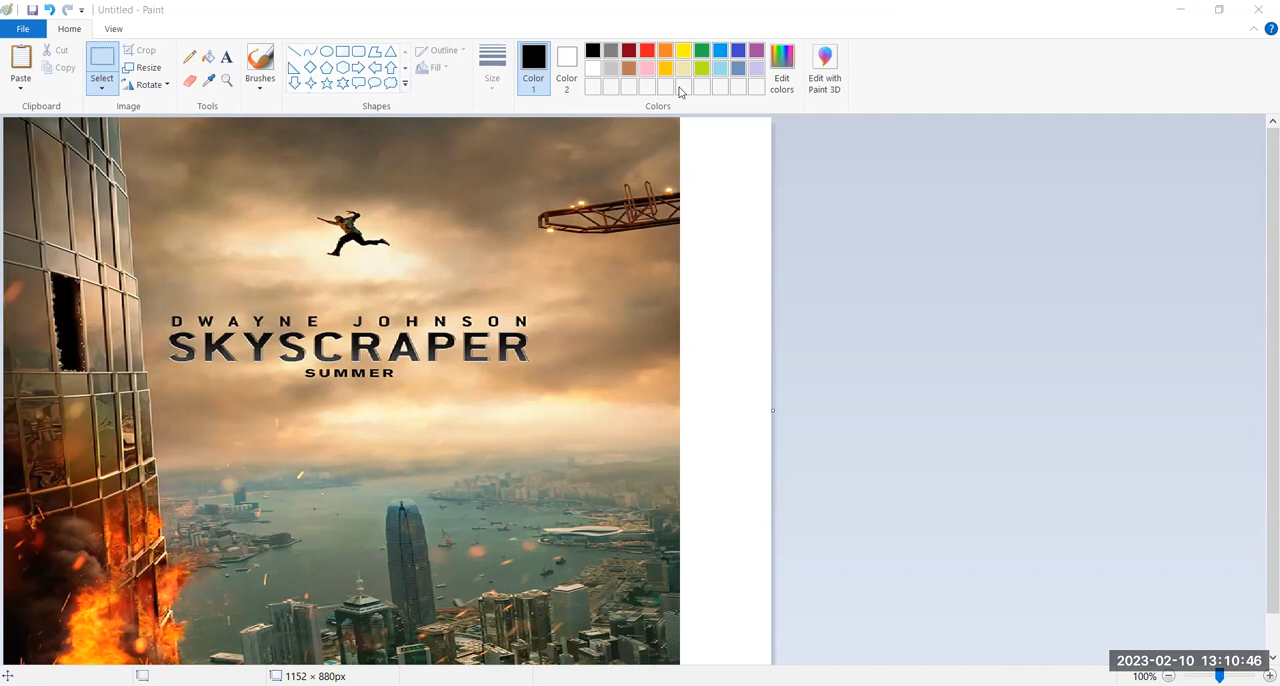 Untitled - Paint
File Home View
Paste
Cut
Copy
Clipboard
Select
Crop
Resize
Rotate
Image
Tools
Brushes
Shapes
Outline
Fill
Size
Color 1
Color 2
Colors
Edit colors
Edit with Paint 3D
DWAYNE JOHNSON
SKYSCRAPER
SUMMER
2023-02-10 13:10:46
1152 × 880px
100%